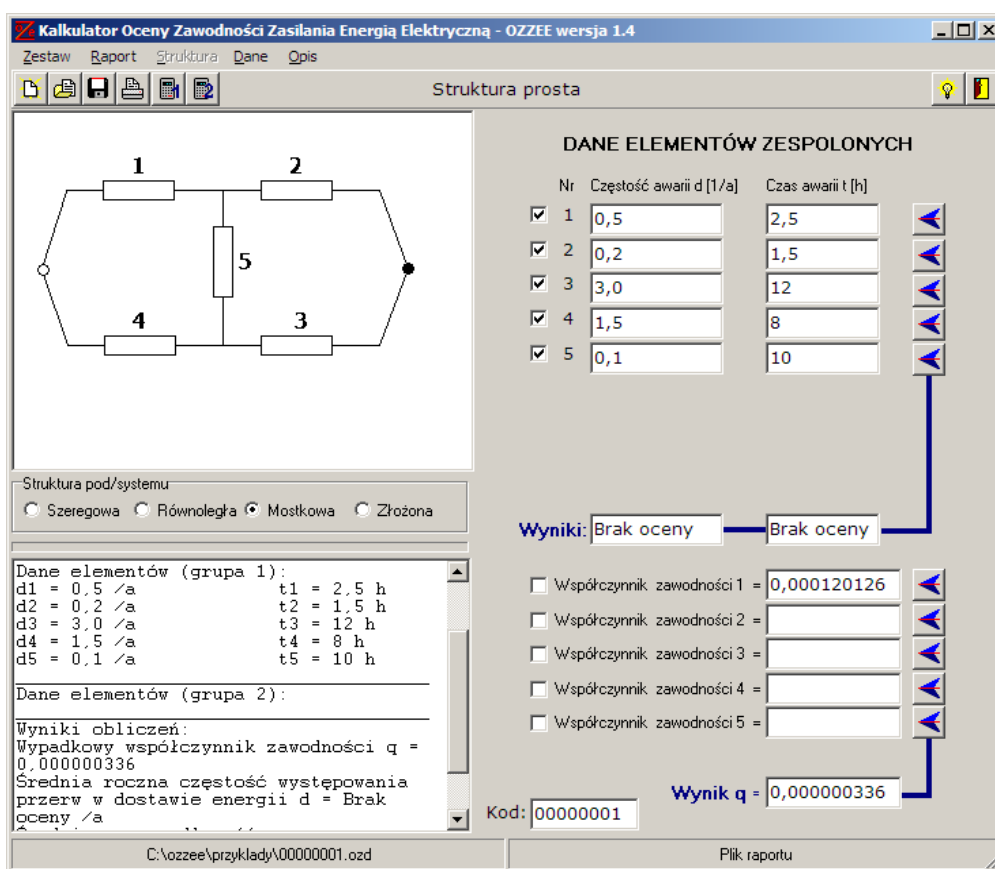 Kalkulator Oceny Zawodności Zasilania Energią Elektryczną - OZZEE wersja 1.4
Zestaw Raport Struktura Dane Opis
Struktura prosta
1 2
5
4 3
DANE ELEMENTÓW ZESPOLONYCH
Nr Częstość awarii d [1/a] Czas awarii t [h]
1 0,5 2,5
2 0,2 1,5
3 3,0 12
4 1,5 8
5 0,1 10
Struktura pod/systemu
Szeregowa Równoległa Mostkowa Złożona
Wyniki: Brak oceny Brak oceny
Dane elementów (grupa 1):
d1 = 0,5 /a t1 = 2,5 h
d2 = 0,2 /a t2 = 1,5 h
d3 = 3,0 /a t3 = 12 h
d4 = 1,5 /a t4 = 8 h
d5 = 0,1 /a t5 = 10 h
Dane elementów (grupa 2):
Wyniki obliczeń:
Wypadkowy współczynnik zawodności q =
0,000000336
Średnia roczna częstość występowania
przerw w dostawie energii d = Brak
oceny /a
Współczynnik zawodności 1 = 0,000120126
Współczynnik zawodności 2 =
Współczynnik zawodności 3 =
Współczynnik zawodności 4 =
Współczynnik zawodności 5 =
Wynik q = 0,000000336
Kod: 00000001
C:\ozzee\przyklady\00000001.ozd
Plik raportu